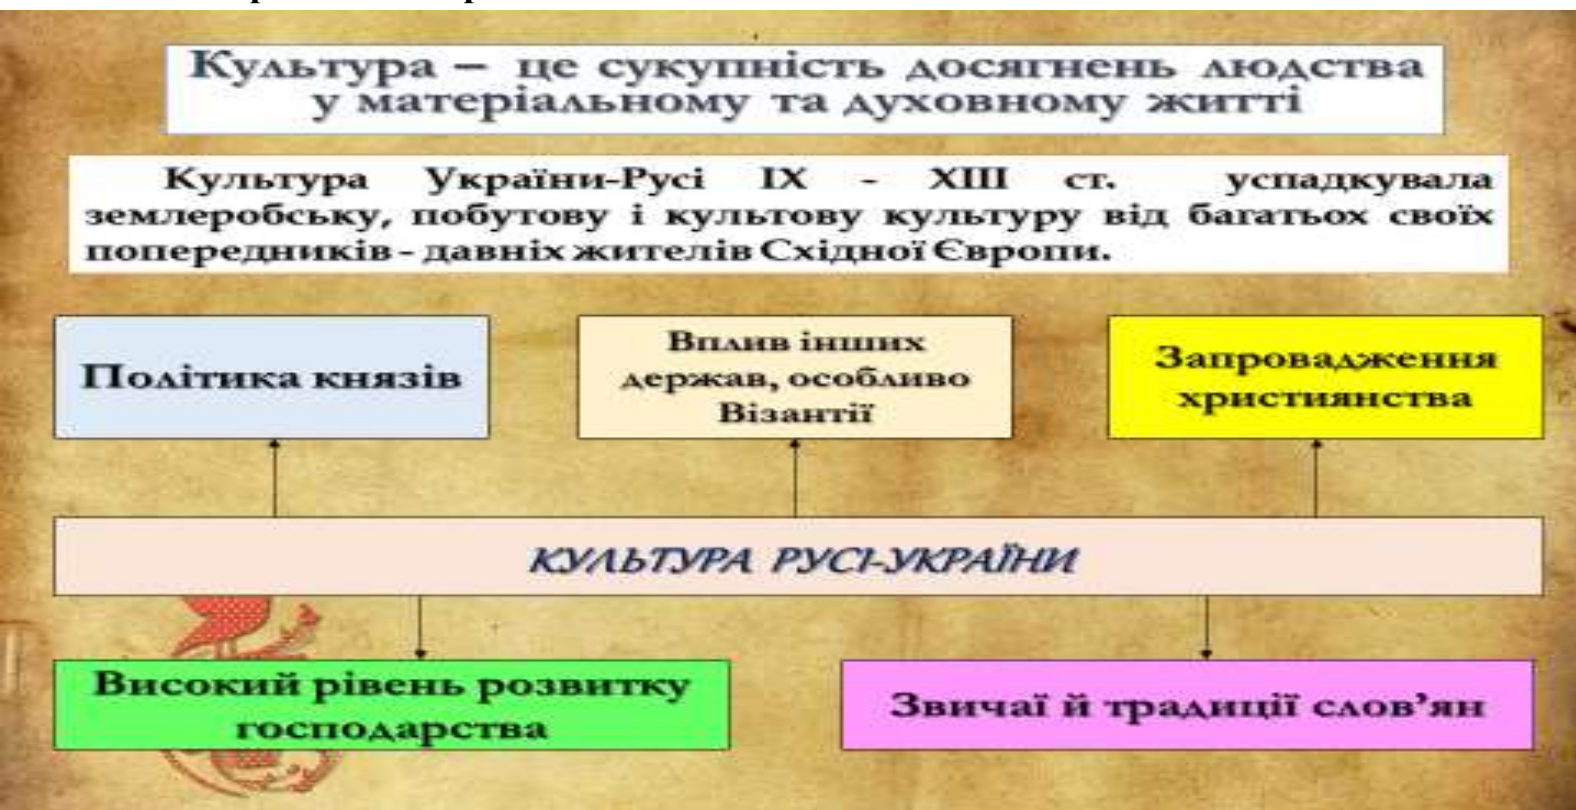 Культура – це сукупність досягнень людства
у матеріальному та духовному житті
Культура України-Русі IX - XIII ст. успадкувала
землеробську, побутову і культову культуру від багатьох своїх
попередників - давніх жителів Східної Європи.
Політика князів
Вплив інших
держав, особливо
Візантії
Запровадження
християнства
КУЛЬТУРА РУСІ-УКРАЇНИ
Високий рівень розвитку
господарства
Звичаї й традиції слов’ян